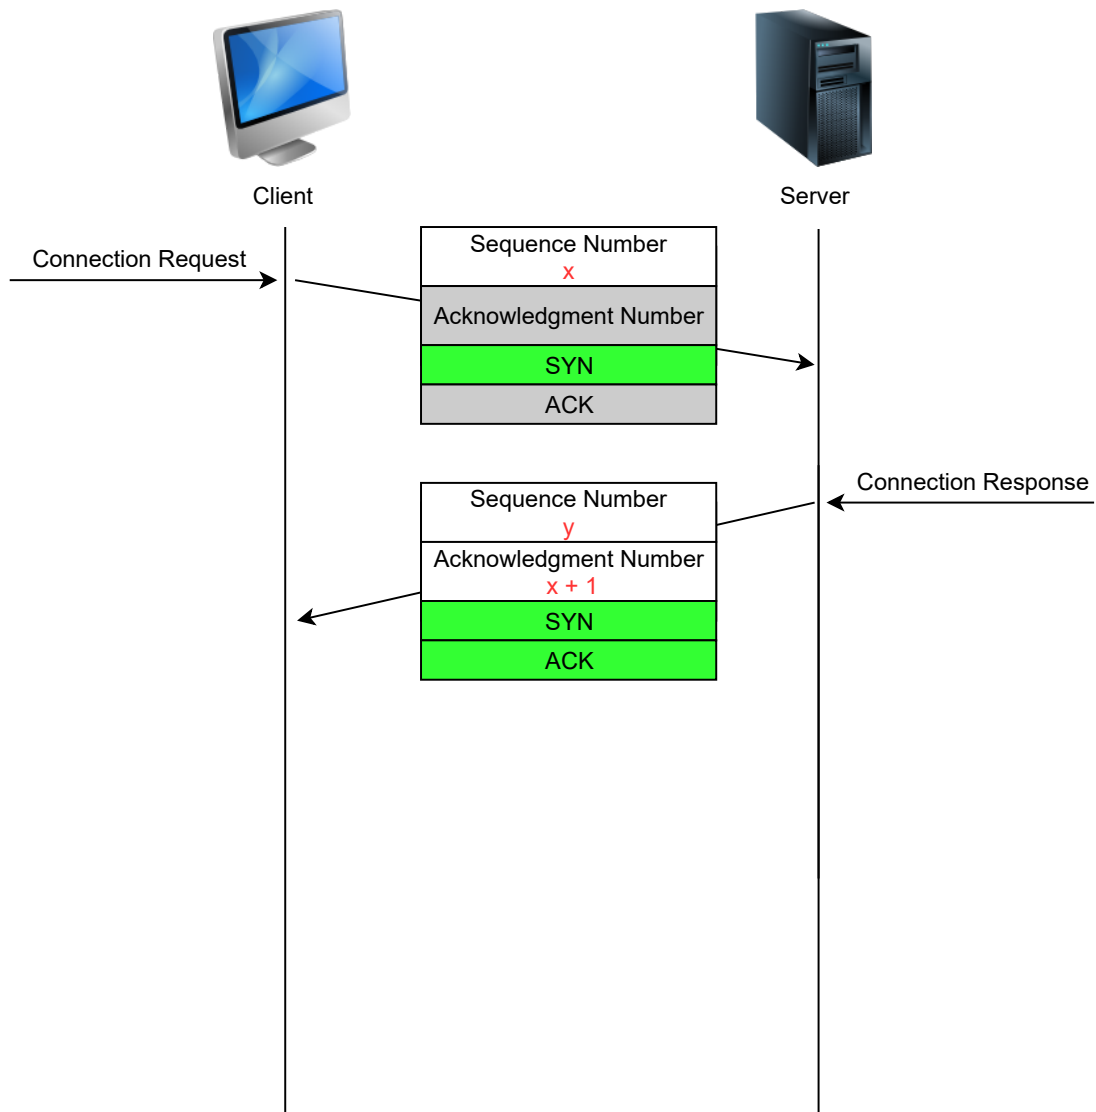 Client
Server
Connection Request
Sequence Number
x
Acknowledgment Number
SYN
ACK
Connection Response
Sequence Number
y
Acknowledgment Number
x + 1
SYN
ACK